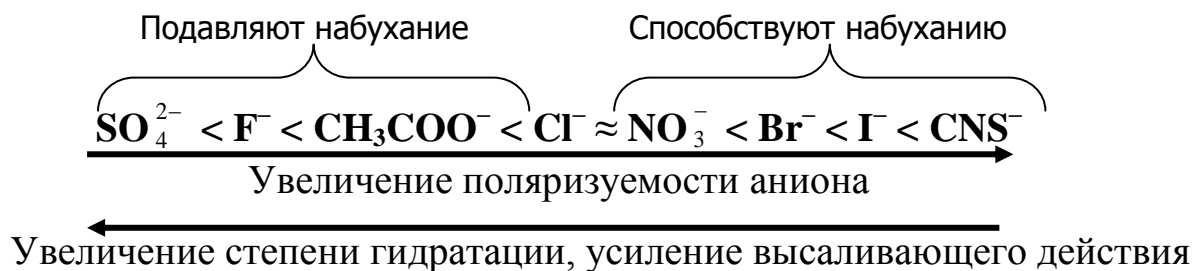 Подавляют набухание Способствуют набуханию
SO₄²⁻ < F⁻ < CH₃COO⁻ < Cl⁻ ≈ NO₃⁻ < Br⁻ < I⁻ < CNS⁻
Увеличение поляризуемости аниона
Увеличение степени гидратации, усиление высаливающего действия